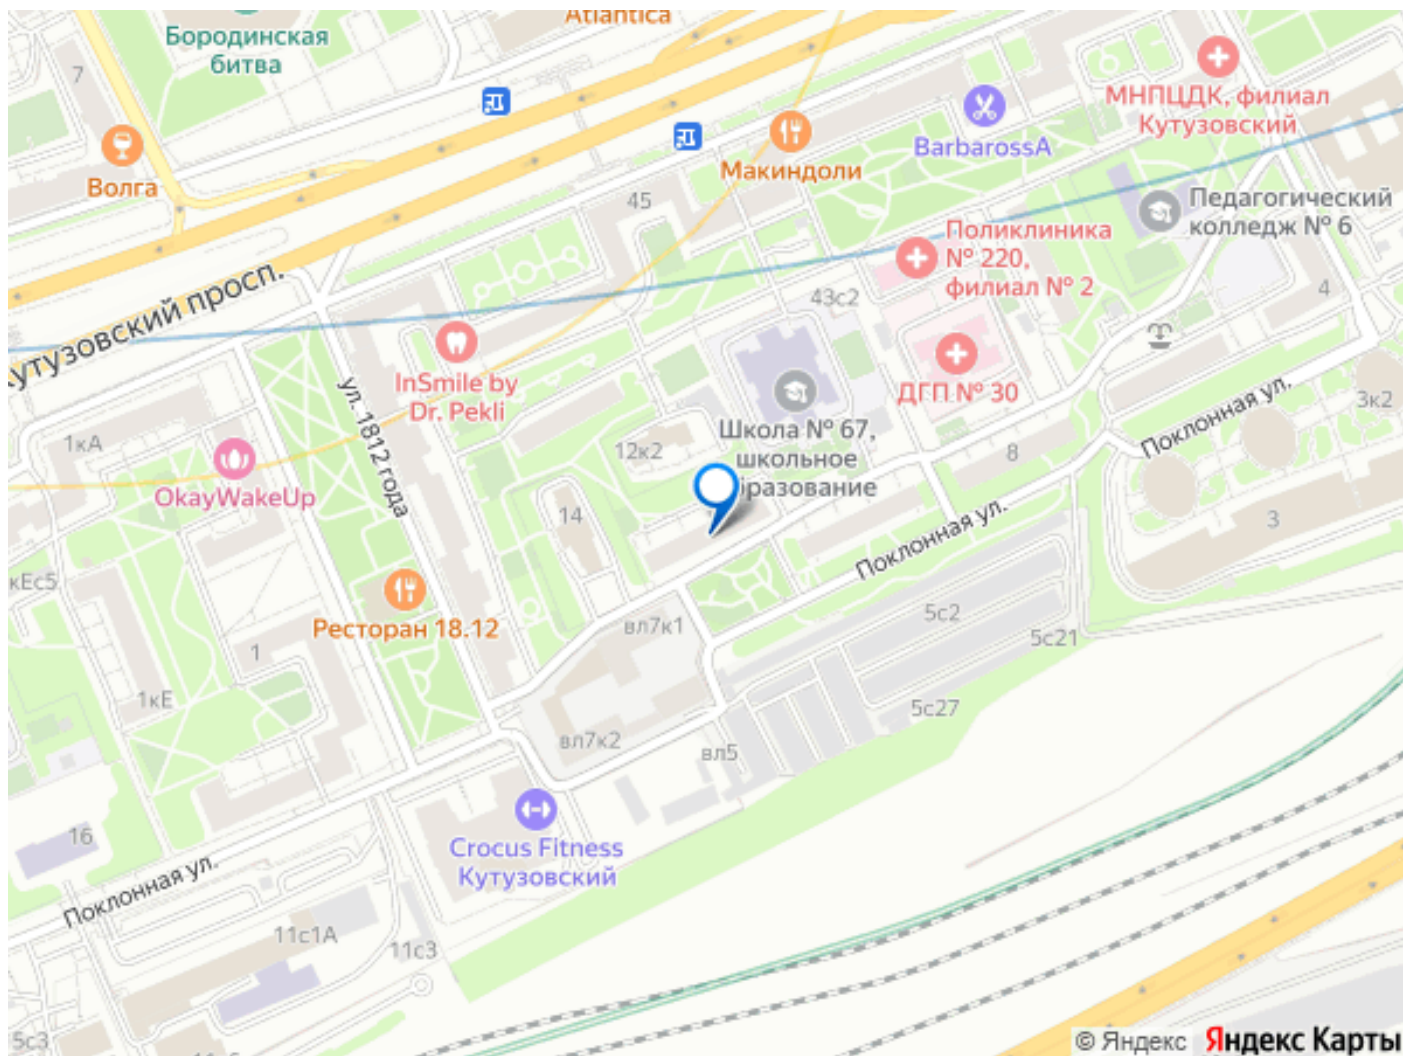 Atlantica
Бородинская
битва
7
МНПЦДК, филиал
Кутузовский
BarbarossA
Макиндоли
Волга
45
Педагогический
колледж № 6
Поликлиника
№ 220,
филиал № 2
43с2
4
утузовский просп.
InSmile by
Dr. Pekli
ул. 1812 года
ДГП № 30
Поклонная ул.
3к2
1кА
12к2
Школа № 67,
школьное
бразование
8
OkayWakeUp
14
Поклонная ул.
3
кЕс5
Ресторан 18.12
вл7к1
5с2
5с21
1
1кЕ
5с27
вл7к2
вл5
16
Crocus Fitness
Кутузовский
Поклонная ул.
11с1А
11с3
5с3
© Яндекс Яндекс Карты